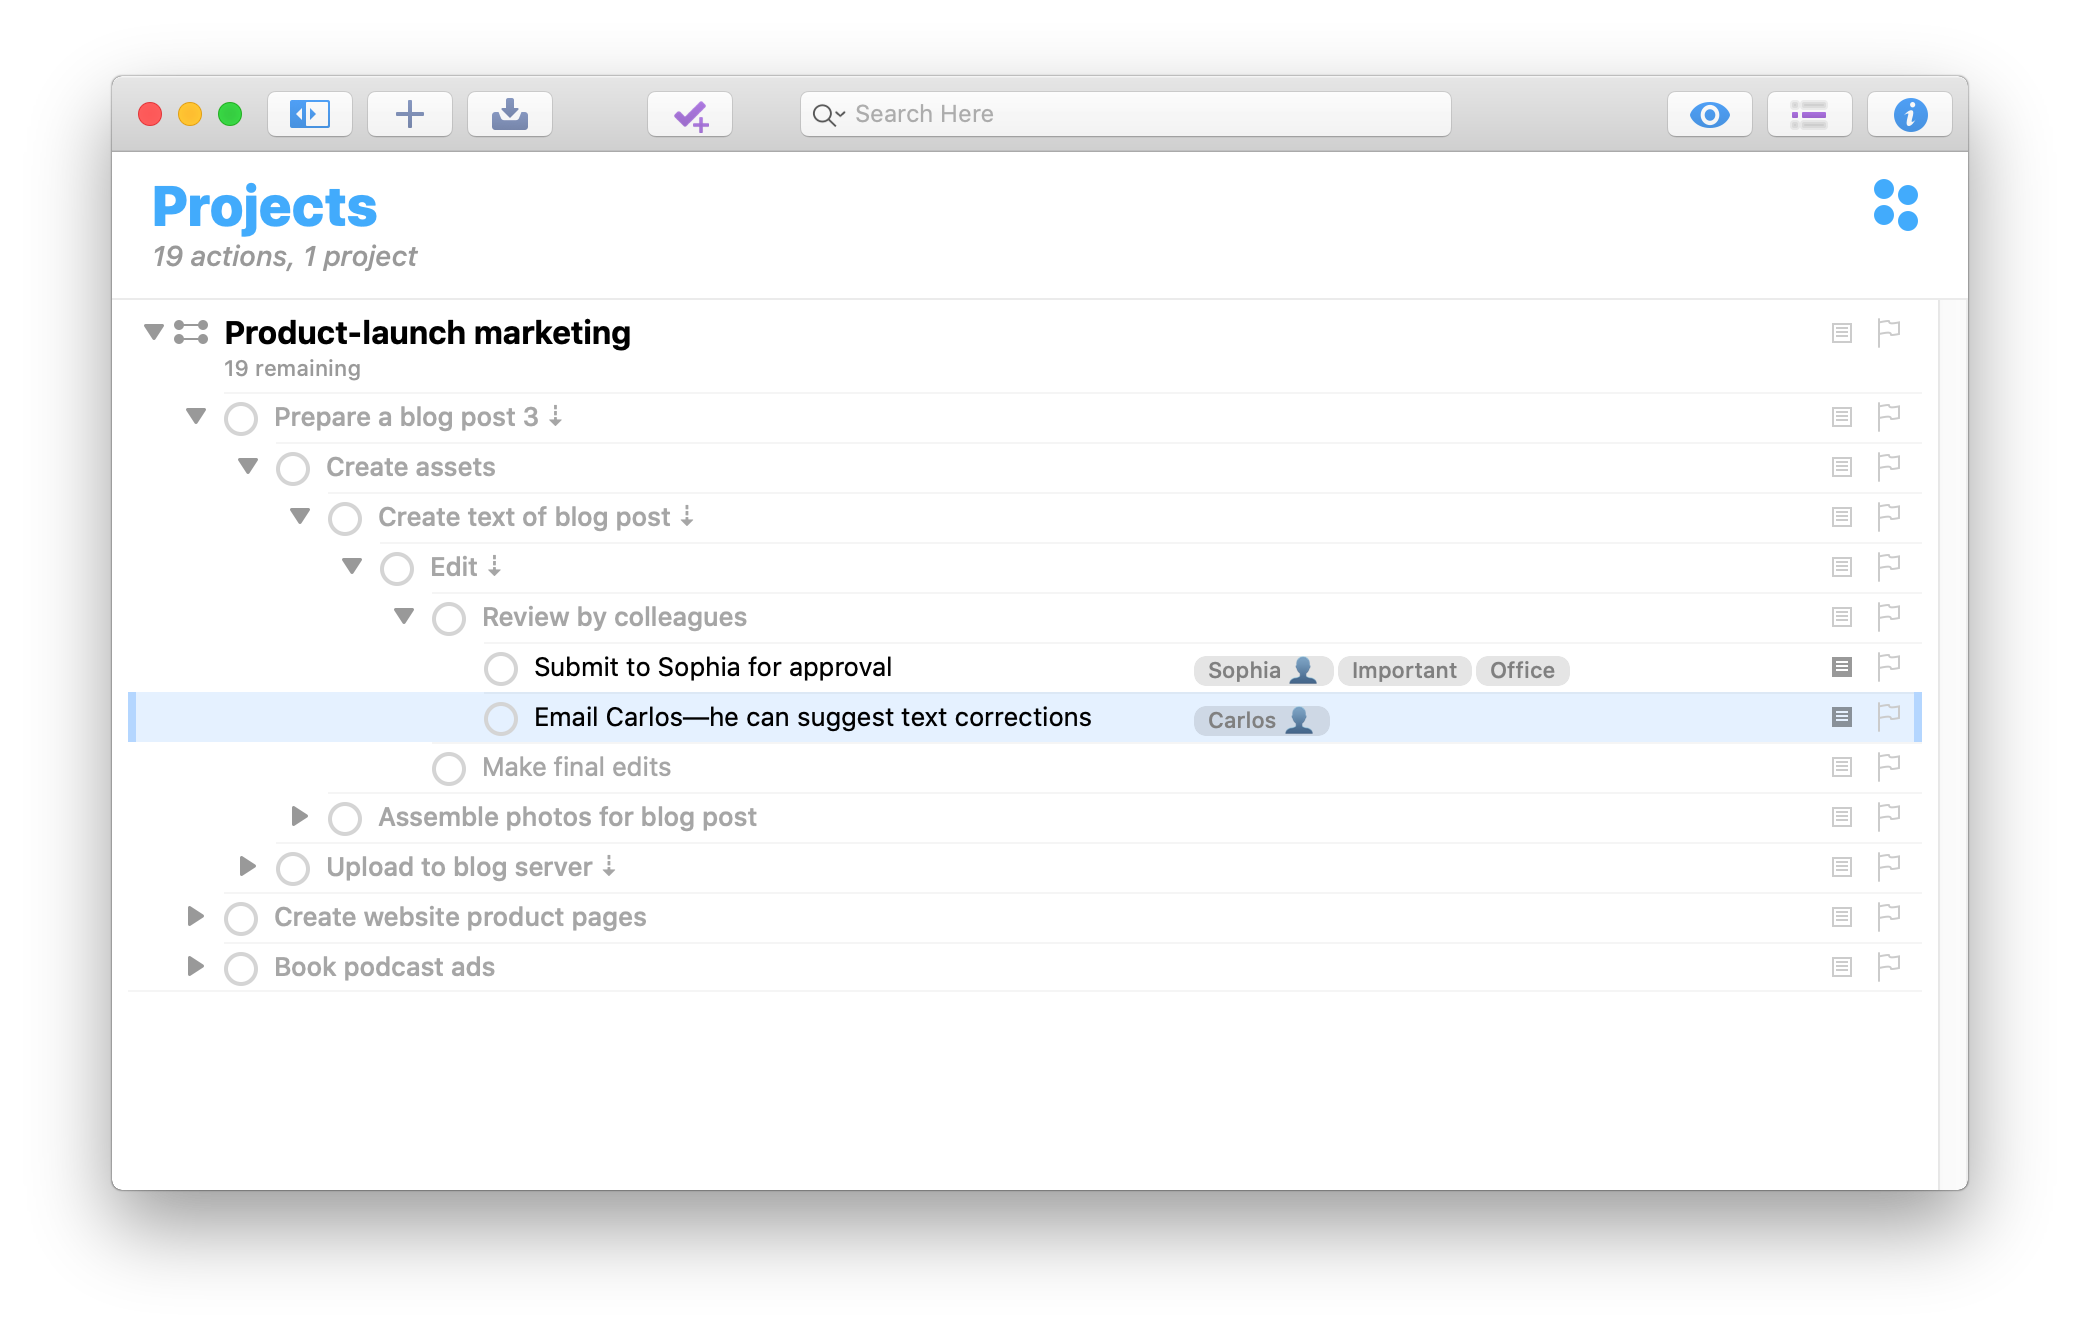 Search Here
Projects
19 actions, 1 project
Product-launch marketing
19 remaining
Prepare a blog post 3 ⇣
Create assets
Create text of blog post ⇣
Edit ⇣
Review by colleagues
Submit to Sophia for approval Sophia 👤 Important Office
Email Carlos—he can suggest text corrections Carlos 👤
Make final edits
Assemble photos for blog post
Upload to blog server ⇣
Create website product pages
Book podcast ads